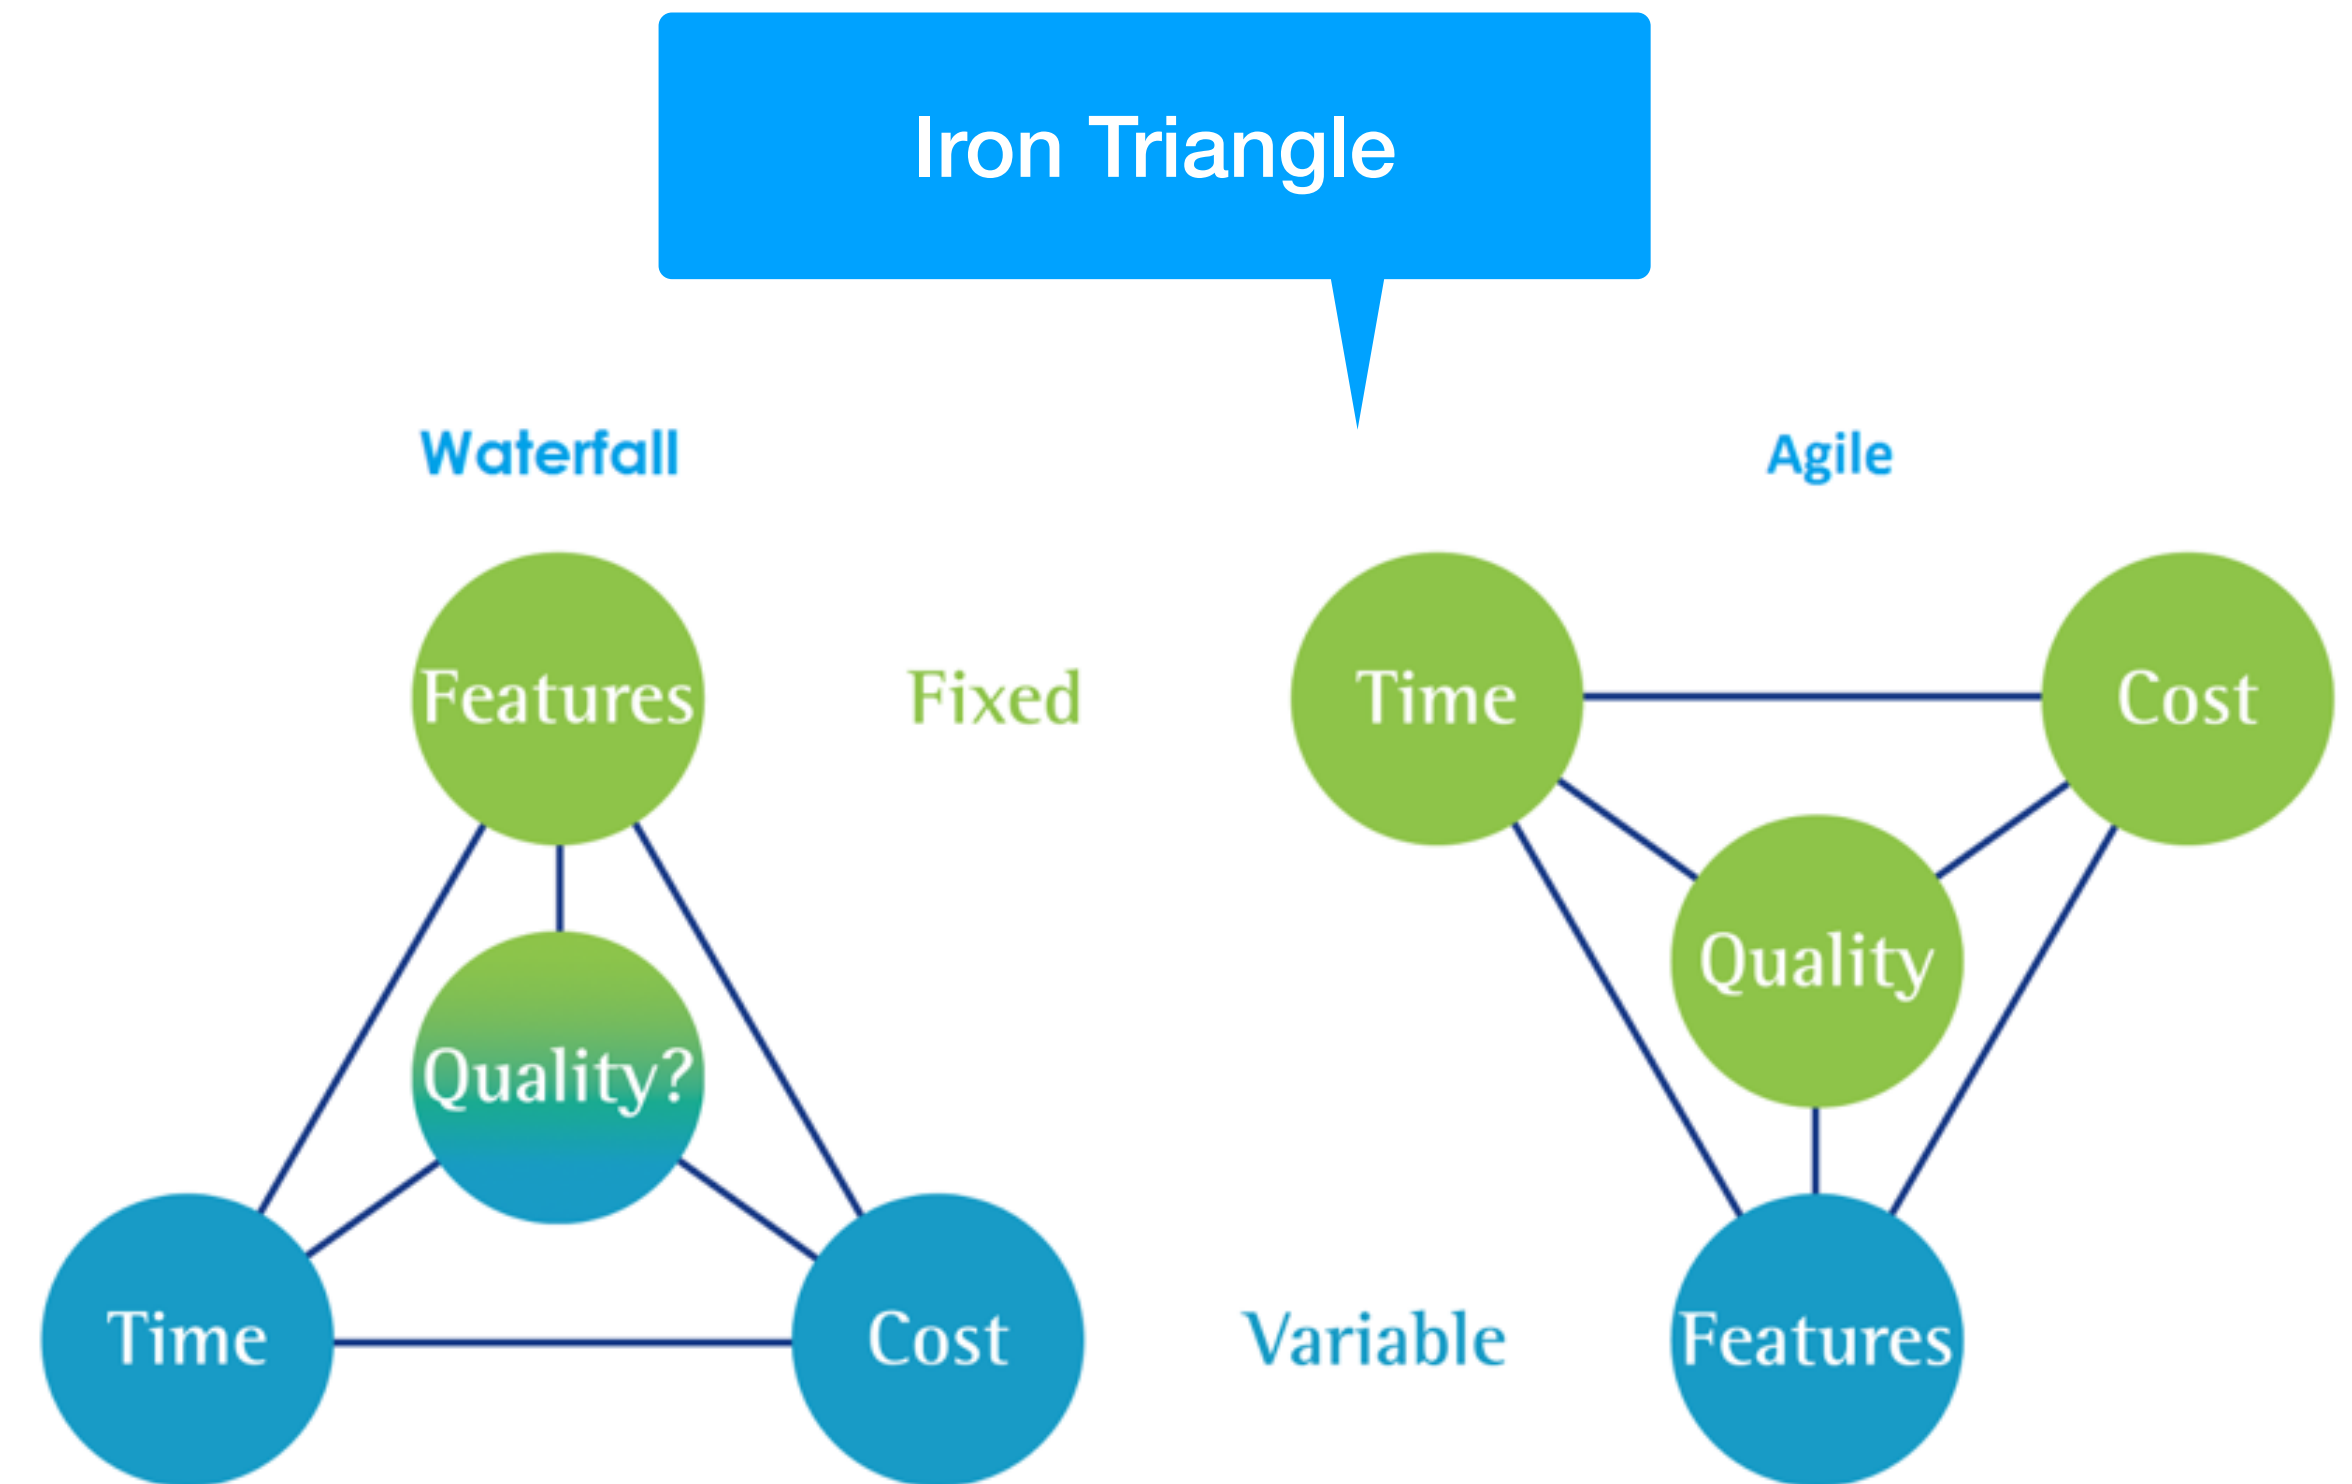 Iron Triangle
Waterfall
Agile
Features
Fixed
Time
Cost
Quality
Quality?
Time
Cost
Variable
Features